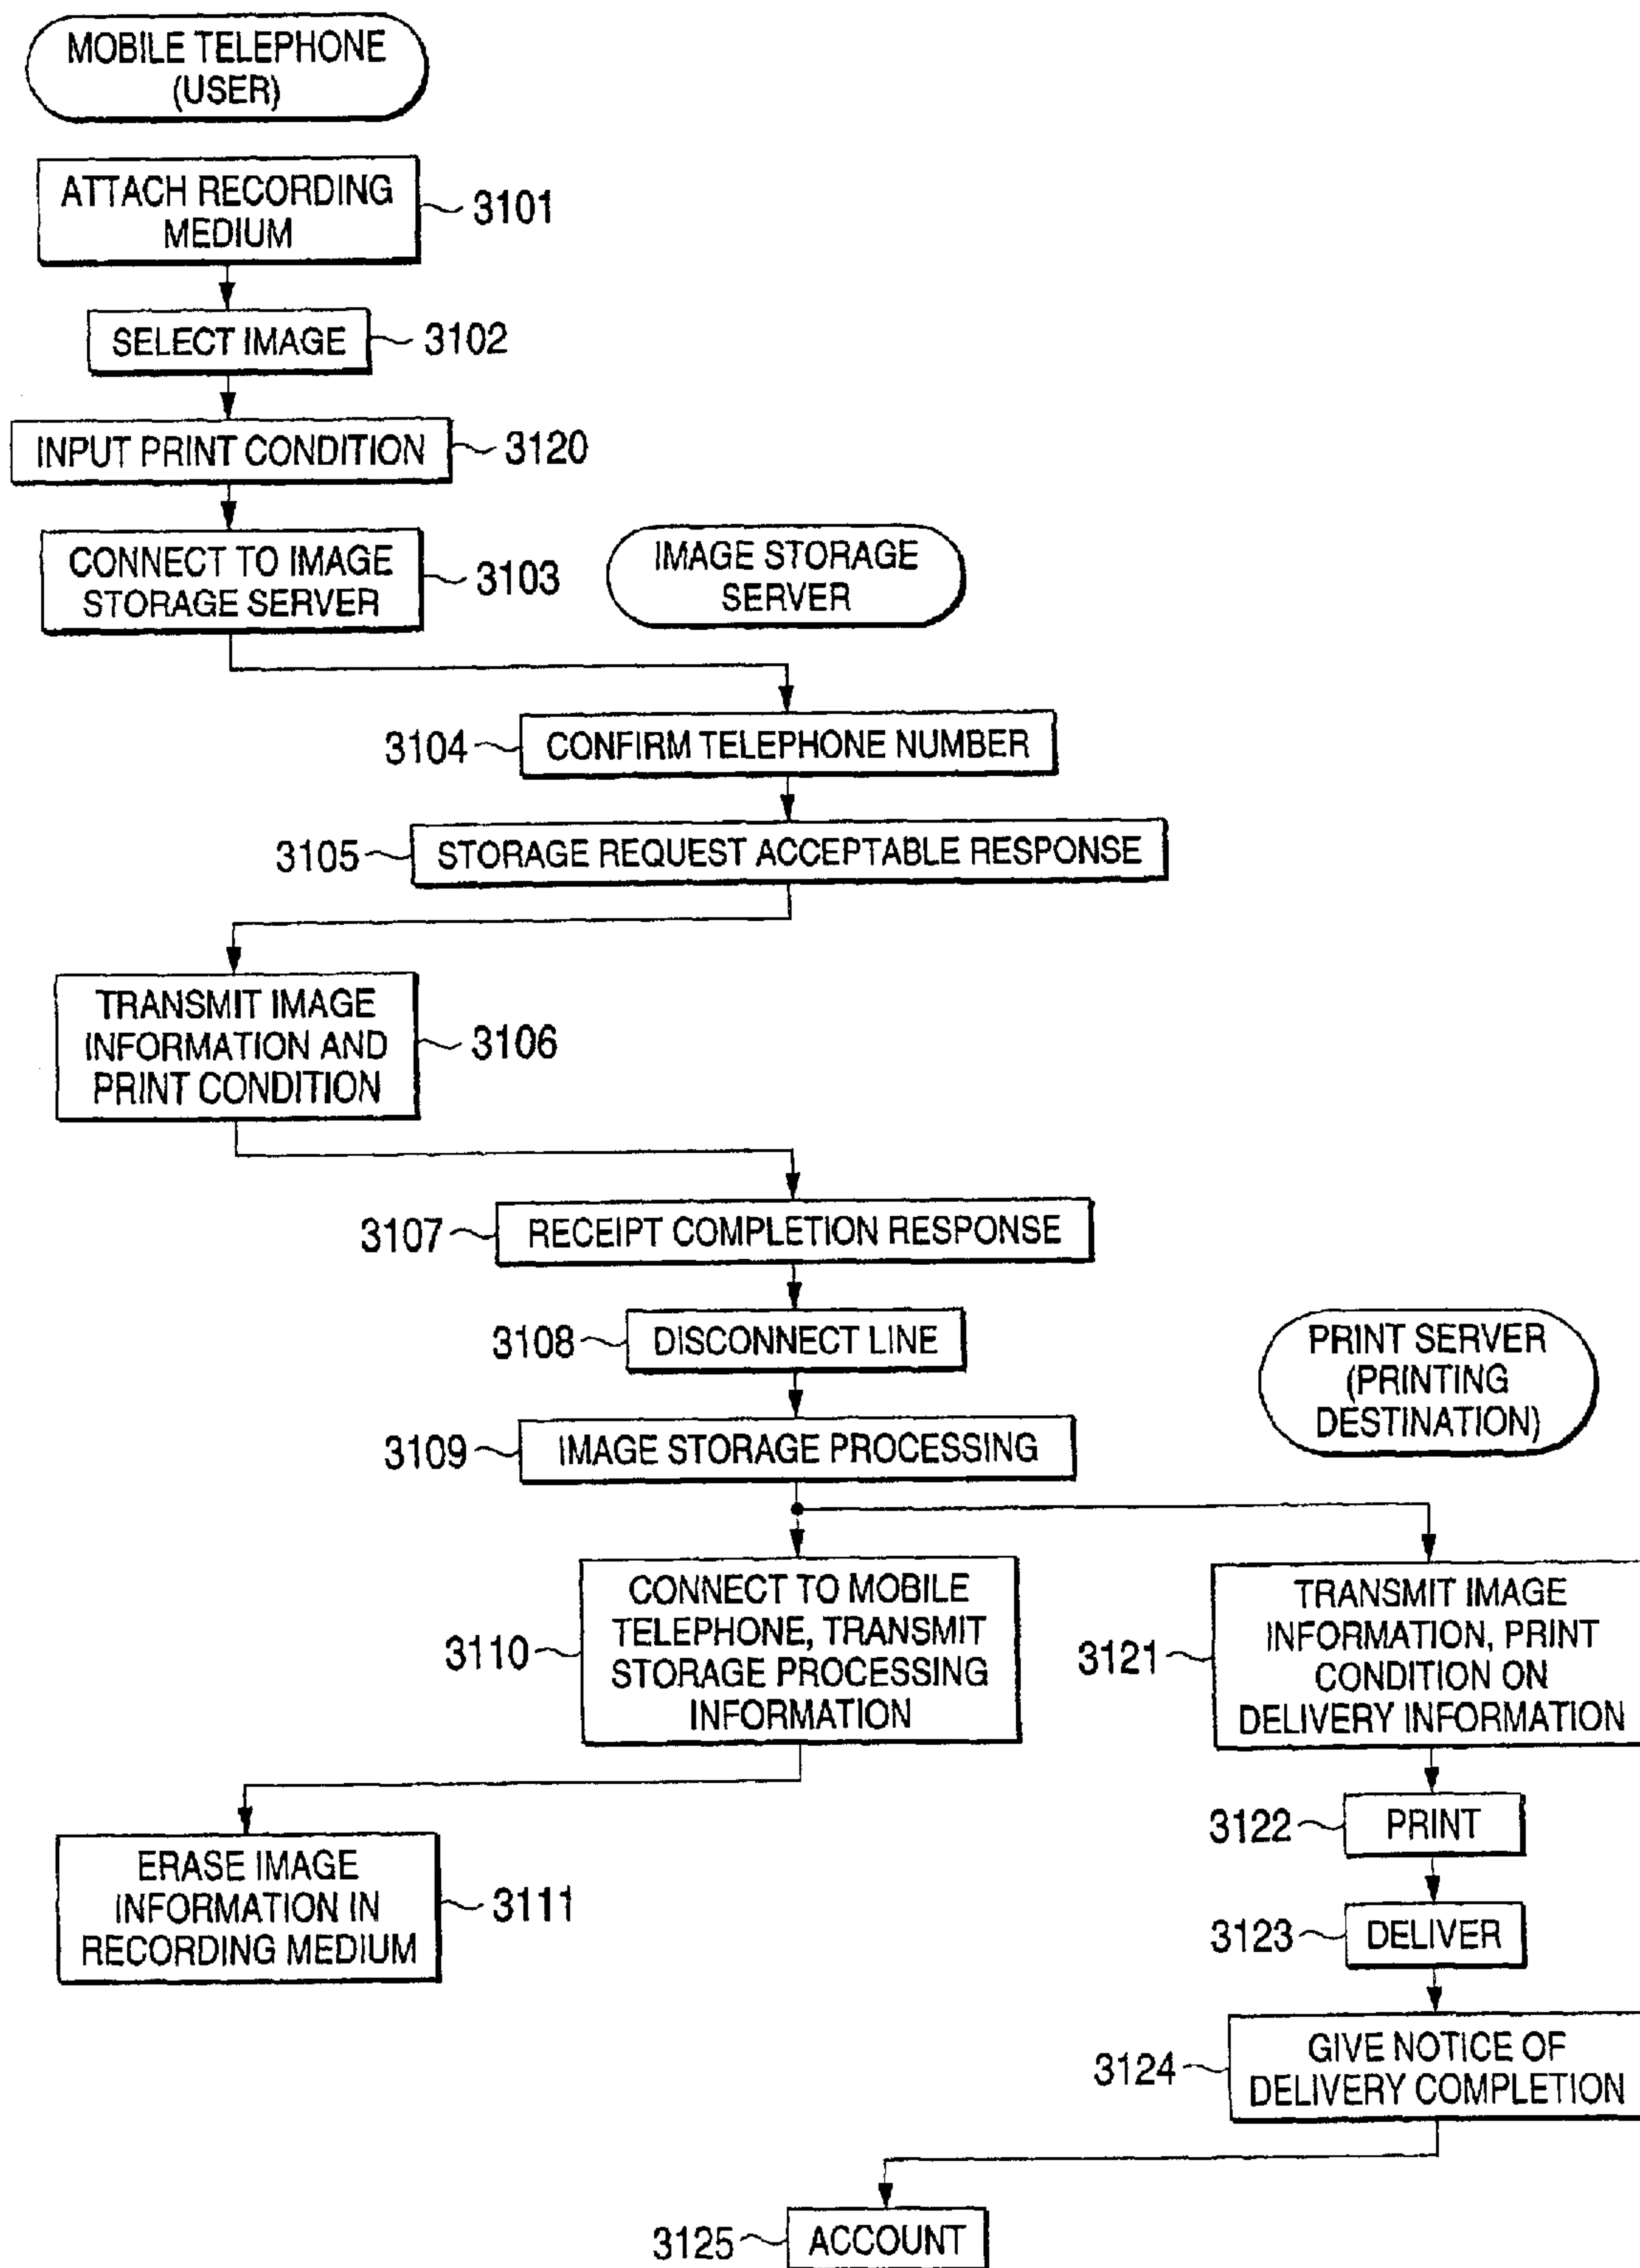 MOBILE TELEPHONE
(USER)
ATTACH RECORDING
MEDIUM
3101
SELECT IMAGE
3102
INPUT PRINT CONDITION
3120
CONNECT TO IMAGE
STORAGE SERVER
3103
IMAGE STORAGE
SERVER
3104
CONFIRM TELEPHONE NUMBER
3105
STORAGE REQUEST ACCEPTABLE RESPONSE
TRANSMIT IMAGE
INFORMATION AND
PRINT CONDITION
3106
3107
RECEIPT COMPLETION RESPONSE
3108
DISCONNECT LINE
PRINT SERVER
(PRINTING
DESTINATION)
3109
IMAGE STORAGE PROCESSING
3110
CONNECT TO MOBILE
TELEPHONE, TRANSMIT
STORAGE PROCESSING
INFORMATION
3121
TRANSMIT IMAGE
INFORMATION, PRINT
CONDITION ON
DELIVERY INFORMATION
3122
PRINT
ERASE IMAGE
INFORMATION IN
RECORDING MEDIUM
3111
3123
DELIVER
3124
GIVE NOTICE OF
DELIVERY COMPLETION
3125
ACCOUNT